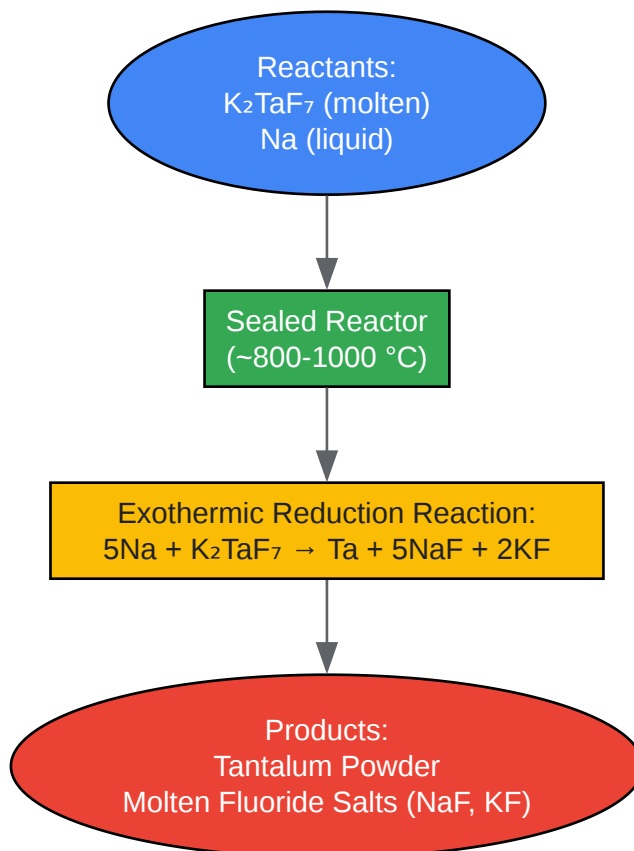 Reactants:
K₂TaF₇ (molten)
Na (liquid)
Sealed Reactor
(~800-1000 °C)
Exothermic Reduction Reaction:
5Na + K₂TaF₇ → Ta + 5NaF + 2KF
Products:
Tantalum Powder
Molten Fluoride Salts (NaF, KF)